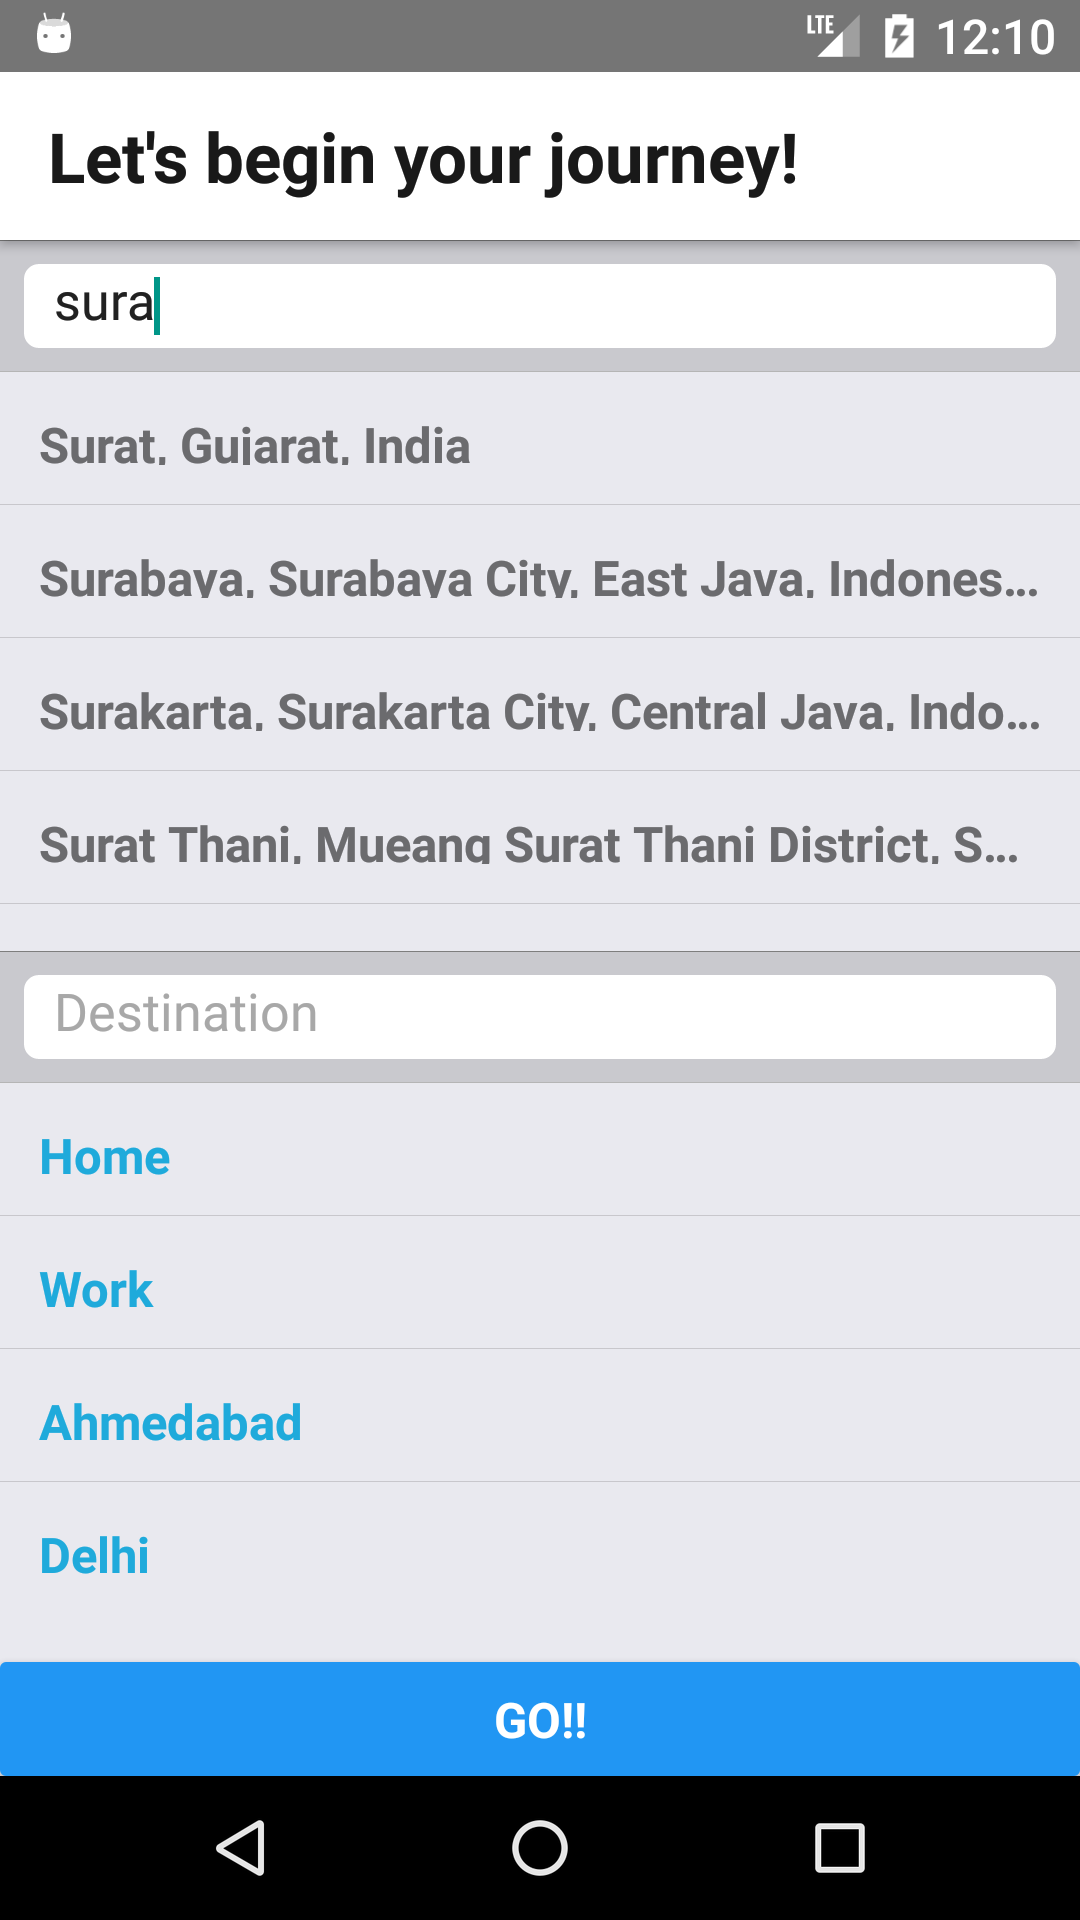 LTE 12:10
Let's begin your journey!
sura
Surat, Gujarat, India
Surabaya, Surabaya City, East Java, Indones...
Surakarta, Surakarta City, Central Java, Indo...
Surat Thani, Mueang Surat Thani District, S...
Destination
Home
Work
Ahmedabad
Delhi
GO!!